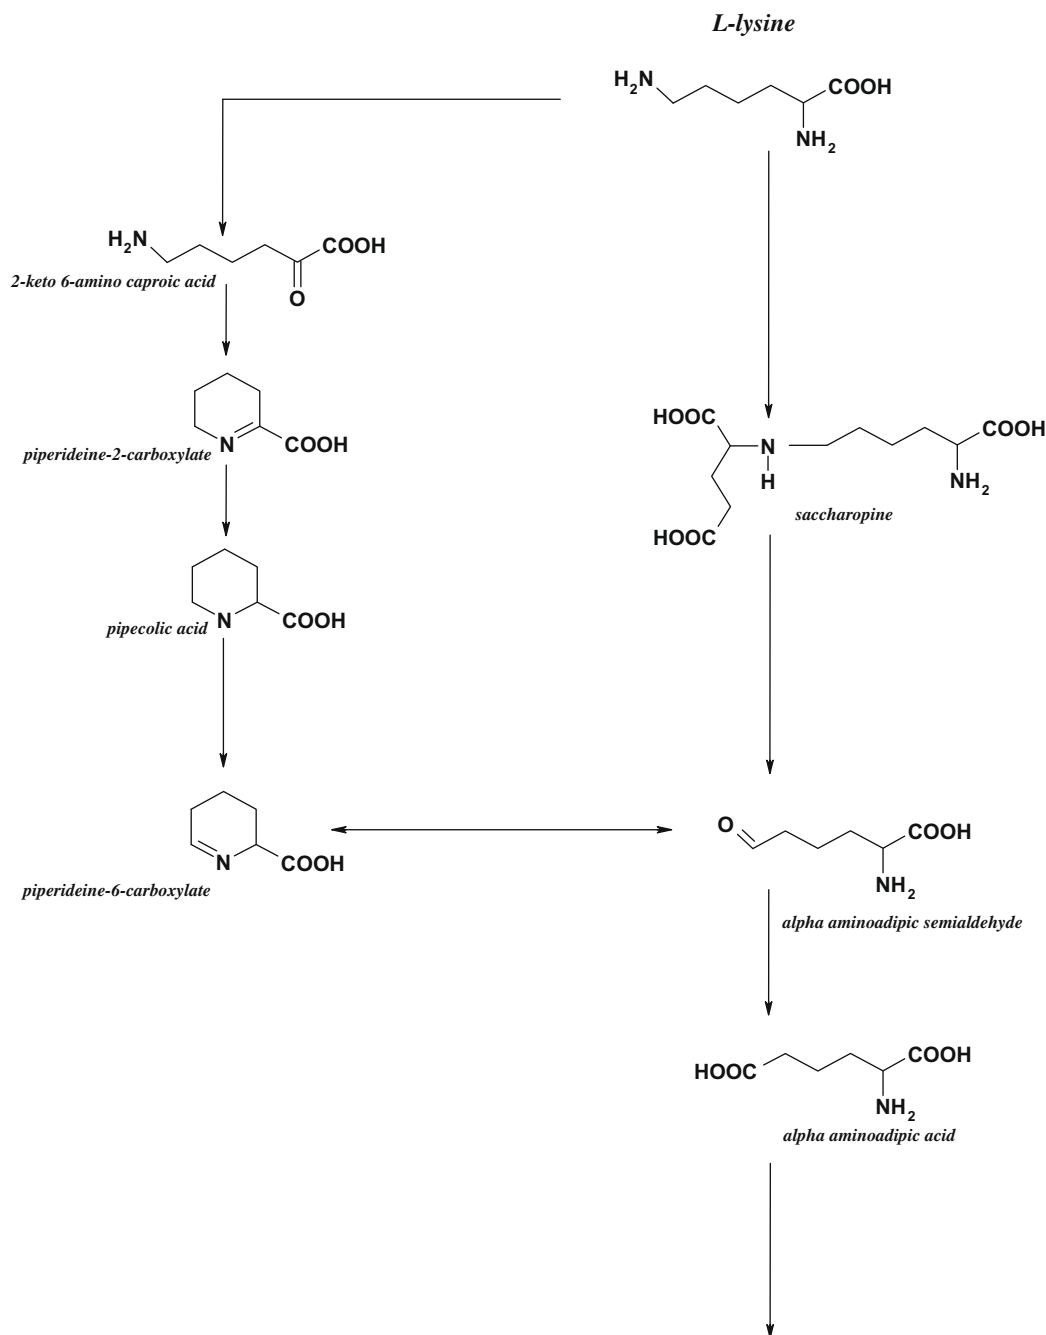 L-lysine
H2N
COOH
NH2
H2N
COOH
O
2-keto 6-amino caproic acid
N
COOH
piperideine-2-carboxylate
HOOC
N
H
COOH
NH2
HOOC
saccharopine
N
COOH
pipecolic acid
N
COOH
piperideine-6-carboxylate
O
COOH
NH2
alpha aminoadipic semialdehyde
HOOC
COOH
NH2
alpha aminoadipic acid